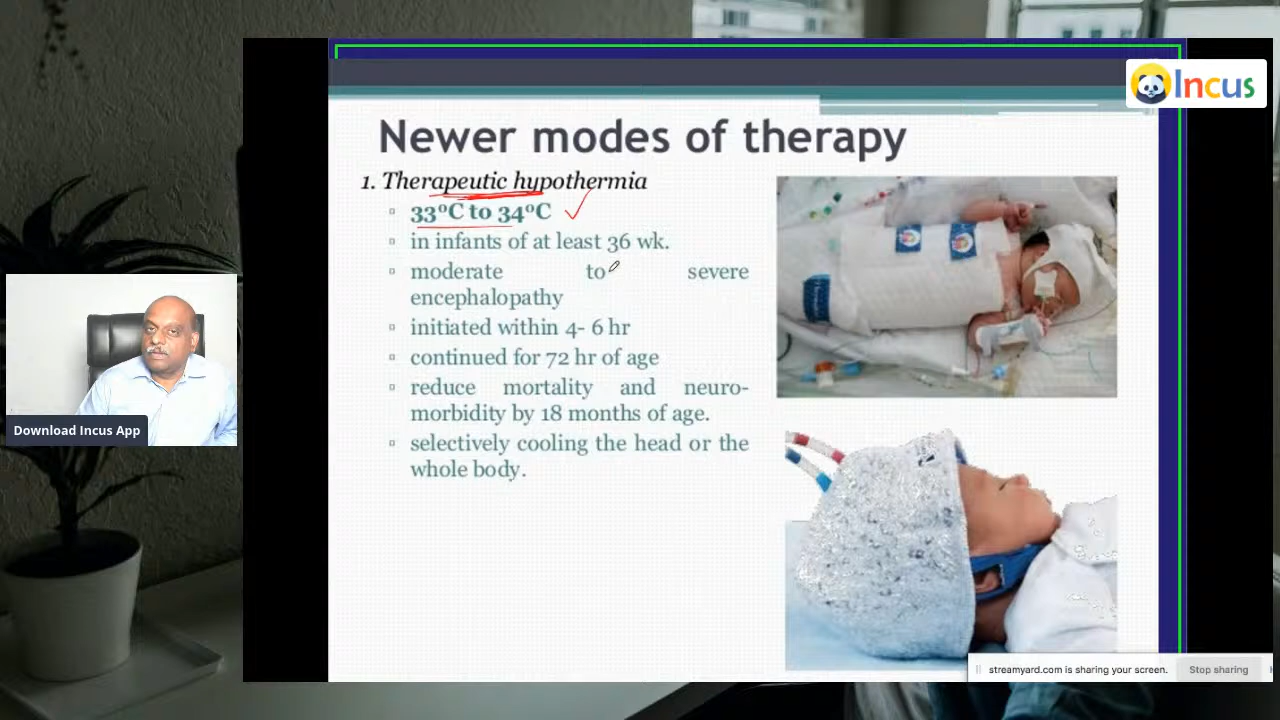 Incus
Newer modes of therapy
1. Therapeutic hypothermia
▫ 33ºC to 34ºC
▫ in infants of at least 36 wk.
▫ moderate to severe
encephalopathy
▫ initiated within 4- 6 hr
▫ continued for 72 hr of age
▫ reduce mortality and neuro-
morbidity by 18 months of age.
▫ selectively cooling the head or the
whole body.
Download Incus App
streamyard.com is sharing your screen.
Stop sharing